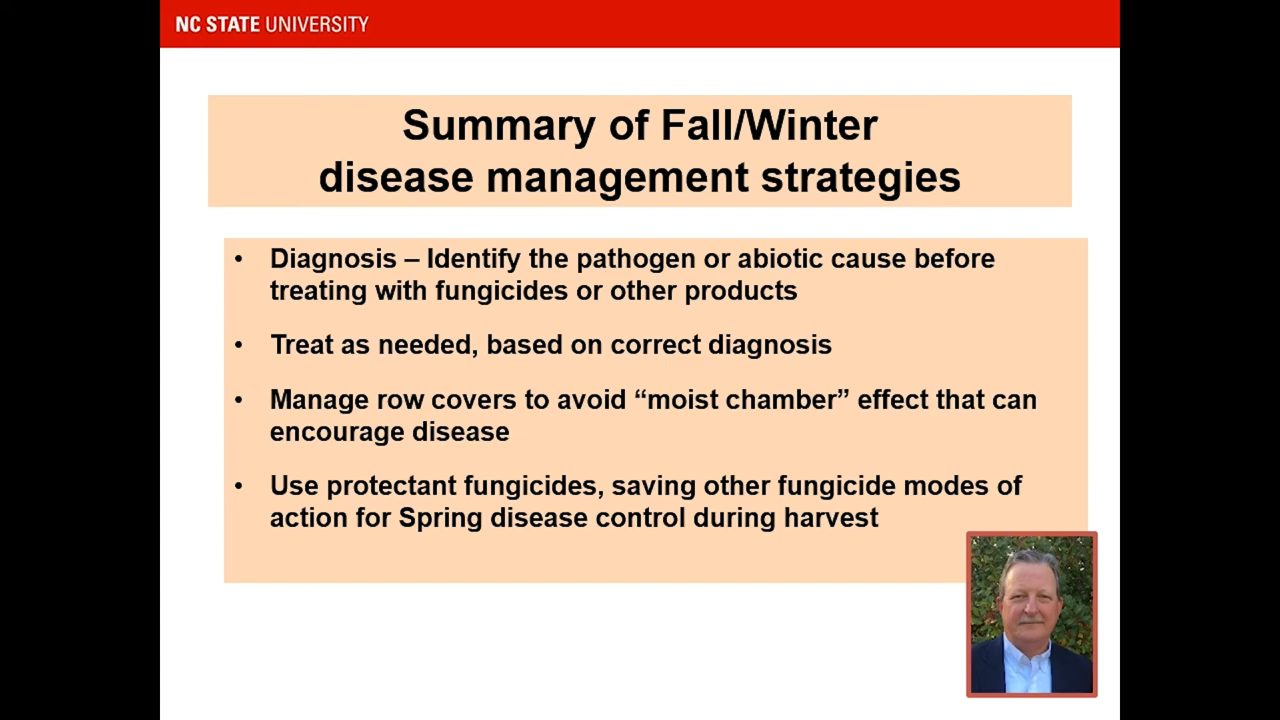 NC STATE UNIVERSITY
Summary of Fall/Winter
disease management strategies
• Diagnosis – Identify the pathogen or abiotic cause before
treating with fungicides or other products
• Treat as needed, based on correct diagnosis
• Manage row covers to avoid “moist chamber” effect that can
encourage disease
• Use protectant fungicides, saving other fungicide modes of
action for Spring disease control during harvest